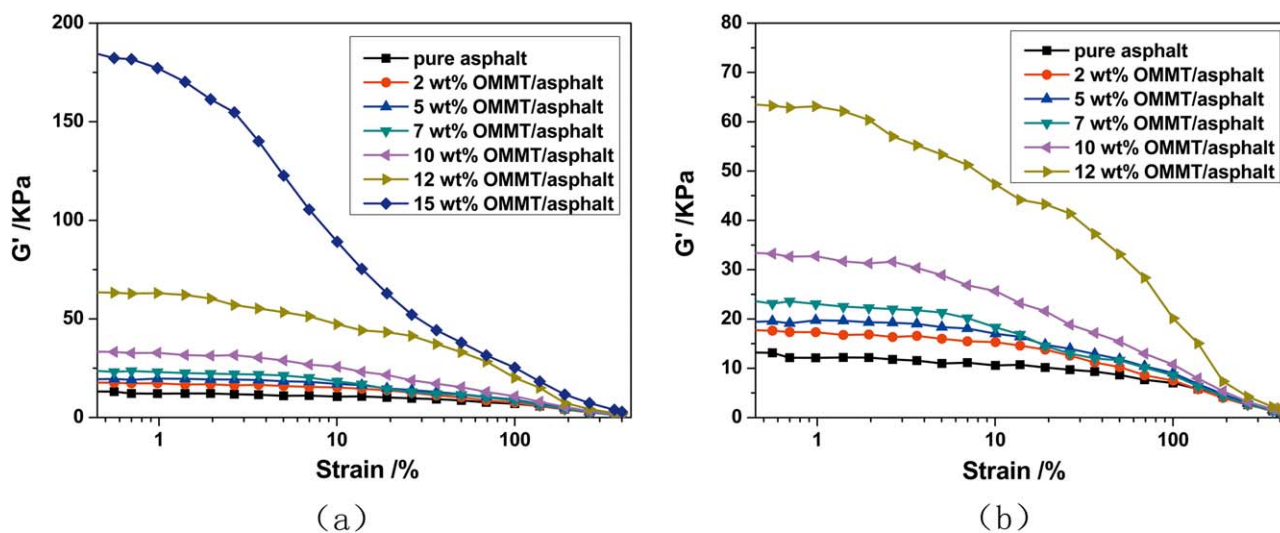 200
150
100
50
0
G' /KPa
1
10
100
Strain /%
pure asphalt
2 wt% OMMT/asphalt
5 wt% OMMT/asphalt
7 wt% OMMT/asphalt
10 wt% OMMT/asphalt
12 wt% OMMT/asphalt
15 wt% OMMT/asphalt
(a)
80
70
60
50
40
30
20
10
0
G' /KPa
1
10
100
Strain /%
pure asphalt
2 wt% OMMT/asphalt
5 wt% OMMT/asphalt
7 wt% OMMT/asphalt
10 wt% OMMT/asphalt
12 wt% OMMT/asphalt
(b)